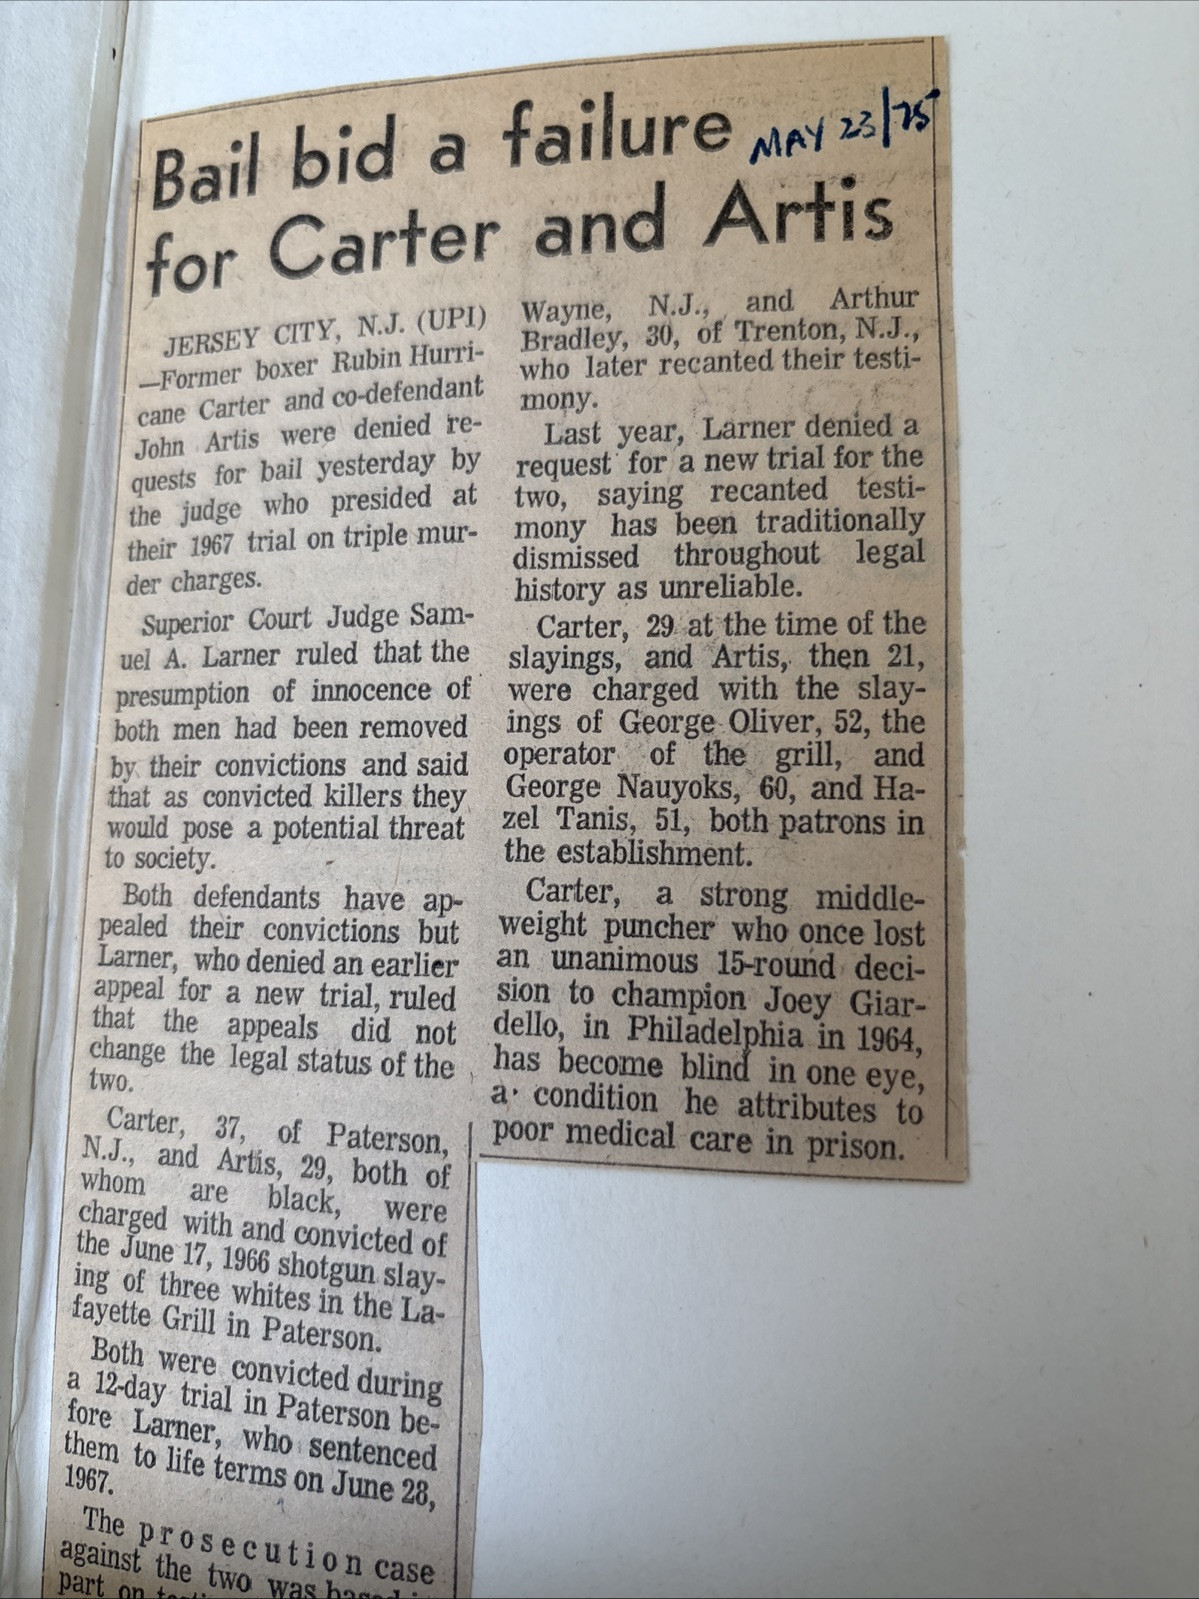 Bail bid a failure
for Carter and Artis
MAY 23/75
JERSEY CITY, N.J. (UPI)
—Former boxer Rubin Hurri-
cane Carter and co-defendant
John Artis were denied re-
quests for bail yesterday by
the judge who presided at
their 1967 trial on triple mur-
der charges.
Superior Court Judge Sam-
uel A. Larner ruled that the
presumption of innocence of
both men had been removed
by their convictions and said
that as convicted killers they
would pose a potential threat
to society.
Both defendants have ap-
pealed their convictions but
Larner, who denied an earlier
appeal for a new trial, ruled
that the appeals did not
change the legal status of the
two.
Carter, 37, of Paterson,
N.J., and Artis, 29, both of
whom are black, were
charged with and convicted of
the June 17, 1966 shotgun slay-
ing of three whites in the La-
fayette Grill in Paterson.
Both were convicted during
a 12-day trial in Paterson be-
fore Larner, who sentenced
them to life terms on June 28,
1967.
The prosecution case
against the two was based
part on
Wayne, N.J., and Arthur
Bradley, 30, of Trenton, N.J.,
who later recanted their testi-
mony.
Last year, Larner denied a
request for a new trial for the
two, saying recanted testi-
mony has been traditionally
dismissed throughout legal
history as unreliable.
Carter, 29 at the time of the
slayings, and Artis, then 21,
were charged with the slay-
ings of George Oliver, 52, the
operator of the grill, and
George Nauyoks, 60, and Ha-
zel Tanis, 51, both patrons in
the establishment.
Carter, a strong middle-
weight puncher who once lost
an unanimous 15-round deci-
sion to champion Joey Giar-
dello, in Philadelphia in 1964,
has become blind in one eye,
a condition he attributes to
poor medical care in prison.